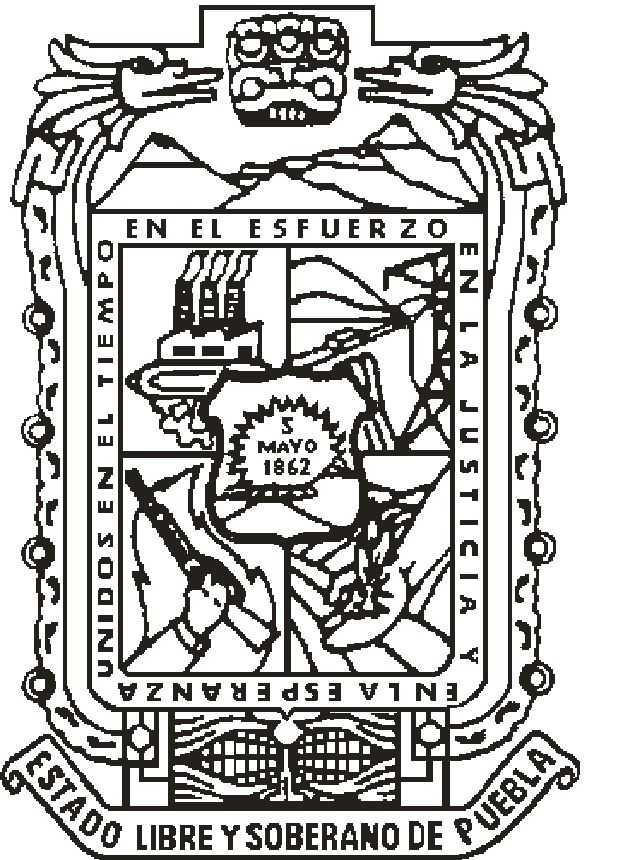 UNIDOS EN EL TIEMPO
EN EL ESFUERZO
EN LA JUSTICIA Y
EN LA ESPERANZA
5
MAYO
1862
ESTADO LIBRE Y SOBERANO DE PUEBLA